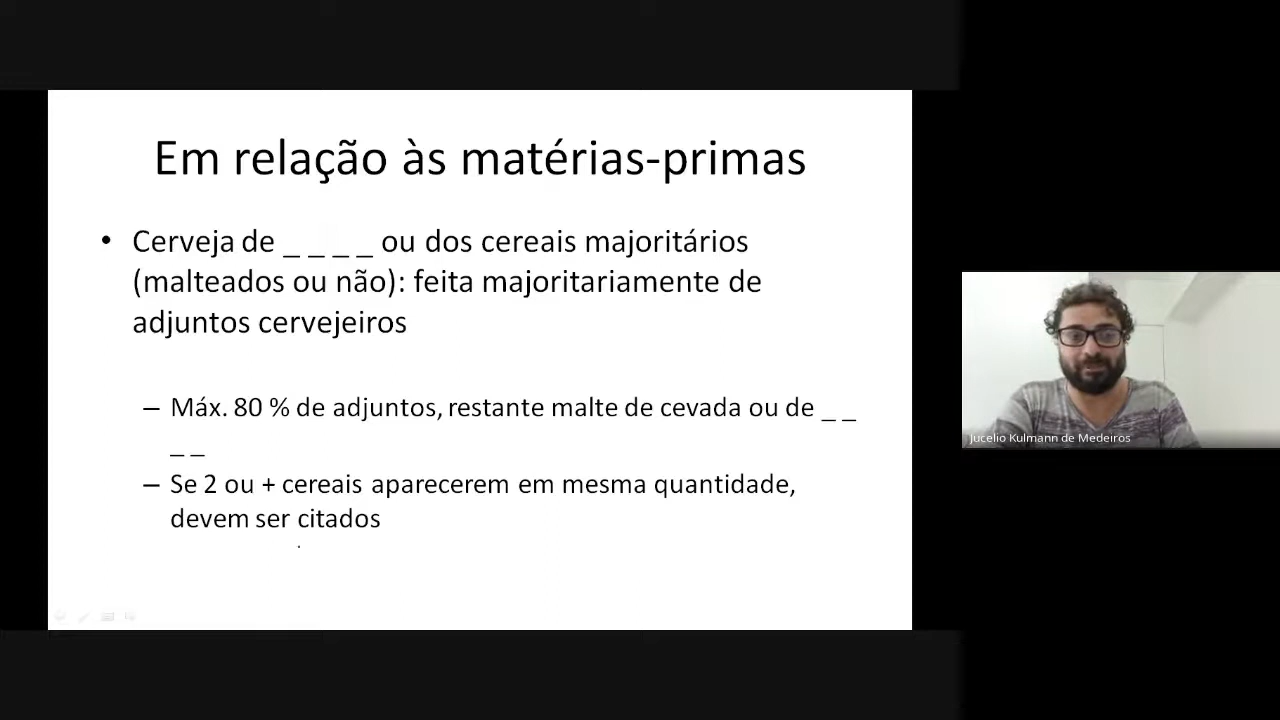 Em relação às matérias-primas
• Cerveja de _ _ _ _ ou dos cereais majoritários
(malteados ou não): feita majoritariamente de
adjuntos cervejeiros
– Máx. 80 % de adjuntos, restante malte de cevada ou de _ _
_ _
– Se 2 ou + cereais aparecerem em mesma quantidade,
devem ser citados
Jucelio Kulmann de Medeiros